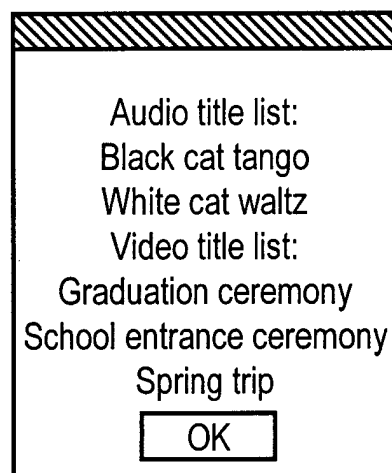 Audio title list:
Black cat tango
White cat waltz
Video title list:
Graduation ceremony
School entrance ceremony
Spring trip
OK